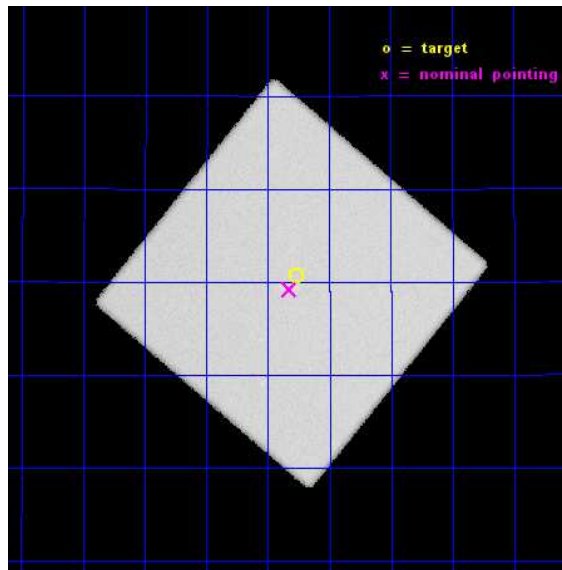 o = target
x = nominal pointing